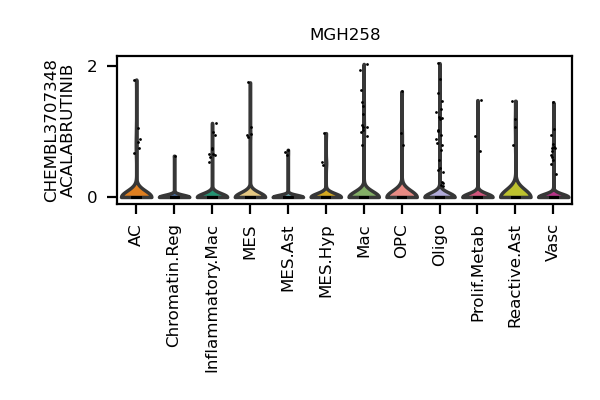 MGH258
CHEMBL3707348
ACALABRUTINIB
2
0
AC
Chromatin.Reg
Inflammatory.Mac
MES
MES.Ast
MES.Hyp
Mac
OPC
Oligo
Prolif.Metab
Reactive.Ast
Vasc